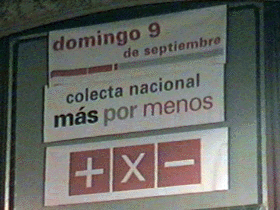 domingo 9
de septiembre
colecta nacional
más por menos
+ x -